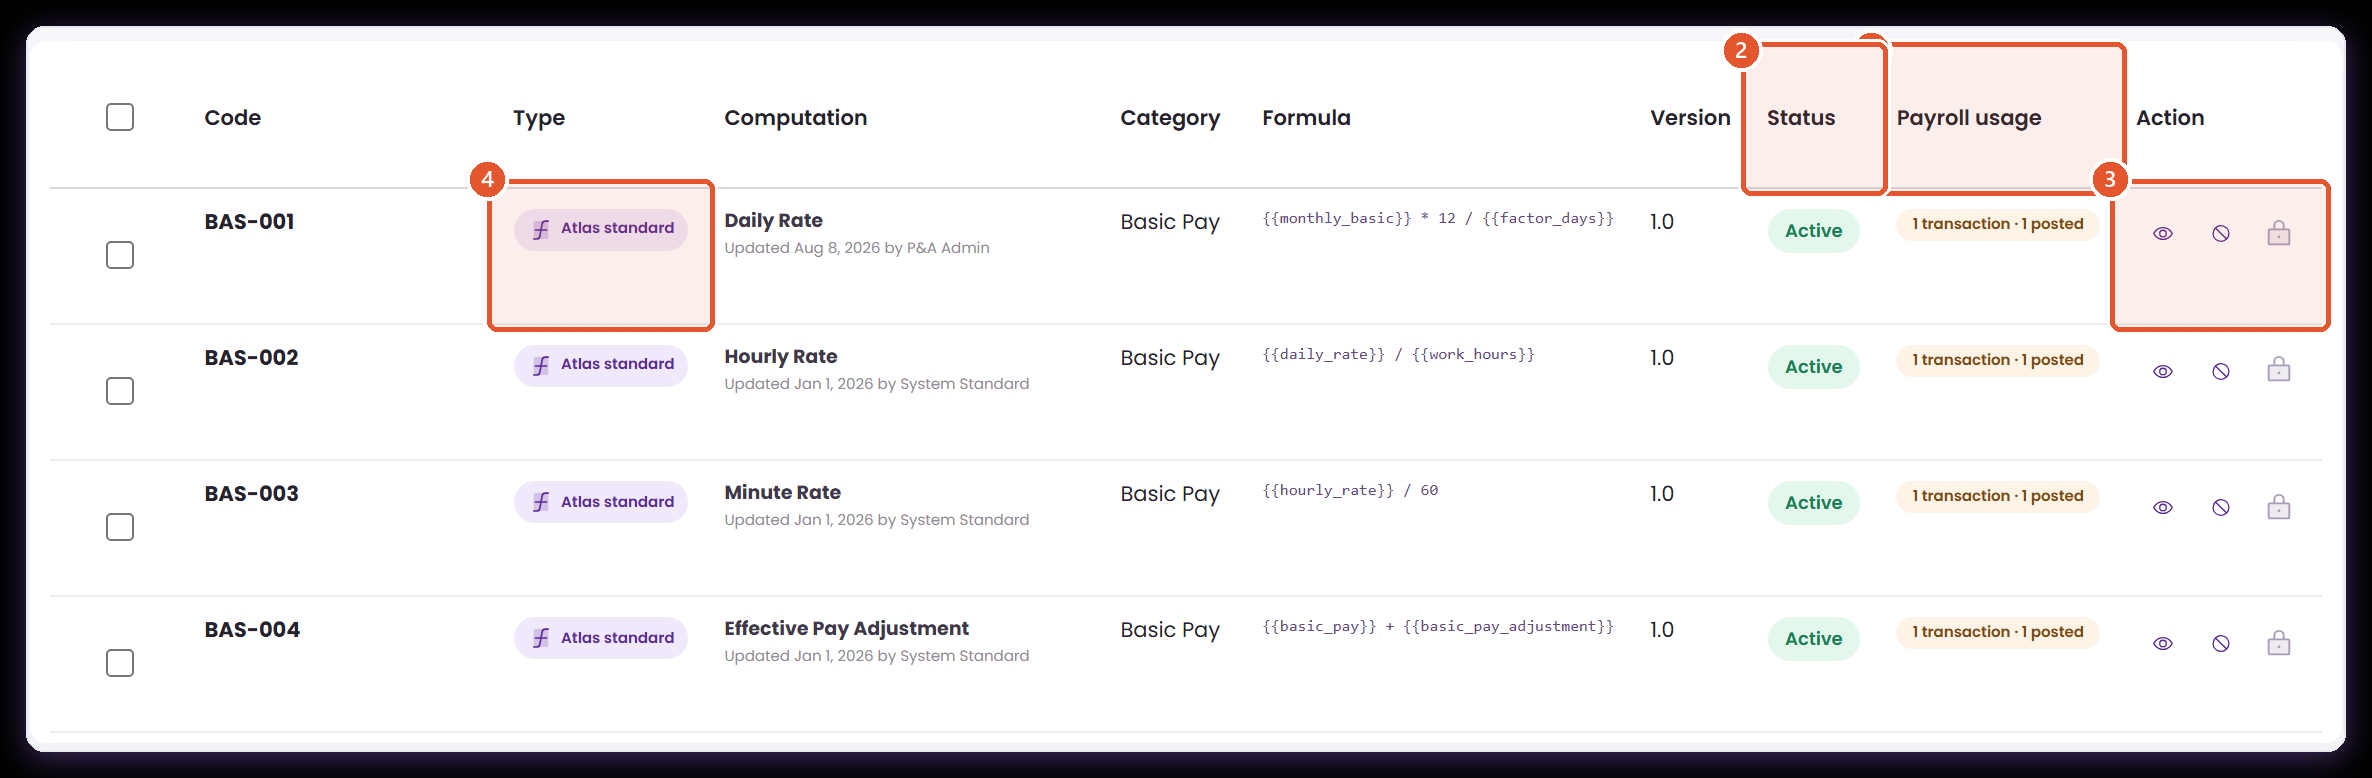 2
Code Type Computation Category Formula Version Status Payroll usage Action
4
3
BAS-001 Atlas standard Daily Rate Basic Pay {{monthly_basic}} * 12 / {{factor_days}} 1.0 Active 1 transaction · 1 posted
Updated Aug 8, 2026 by P&A Admin
BAS-002 Atlas standard Hourly Rate Basic Pay {{daily_rate}} / {{work_hours}} 1.0 Active 1 transaction · 1 posted
Updated Jan 1, 2026 by System Standard
BAS-003 Atlas standard Minute Rate Basic Pay {{hourly_rate}} / 60 1.0 Active 1 transaction · 1 posted
Updated Jan 1, 2026 by System Standard
BAS-004 Atlas standard Effective Pay Adjustment Basic Pay {{basic_pay}} + {{basic_pay_adjustment}} 1.0 Active 1 transaction · 1 posted
Updated Jan 1, 2026 by System Standard